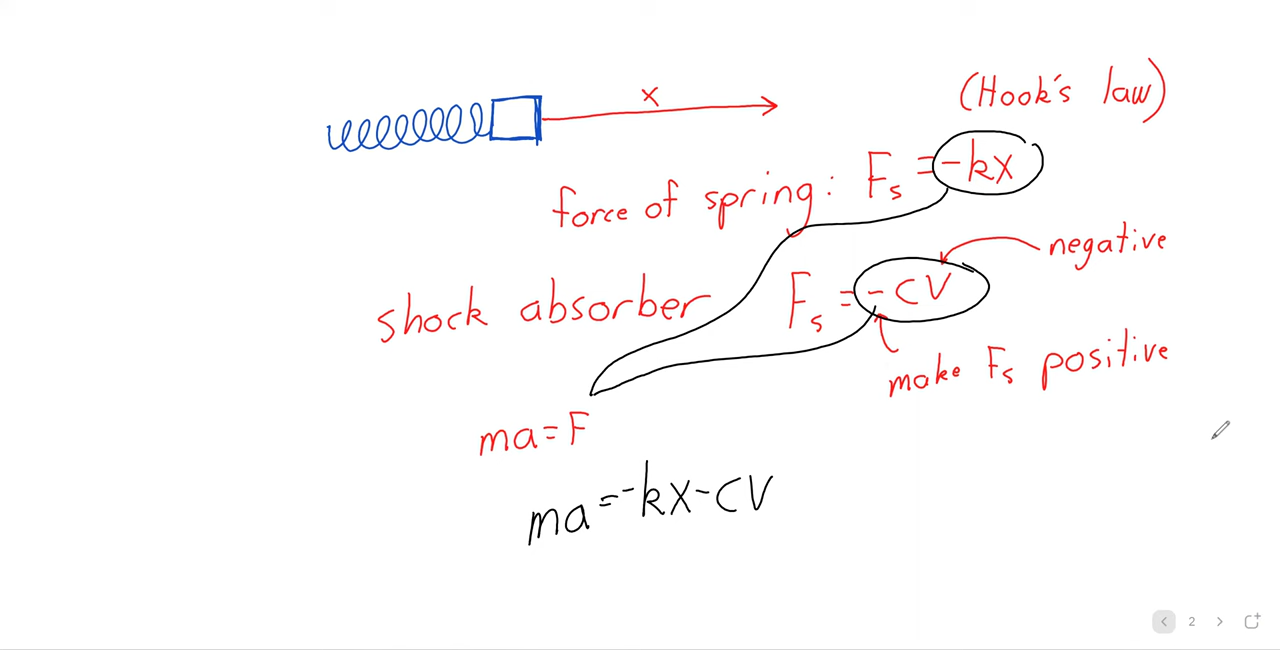 x
(Hook's law)
force of spring: Fₛ = -kx
negative
shock absorber Fₛ = -cv
make Fₛ positive
ma=F
ma=-kx-cv
2